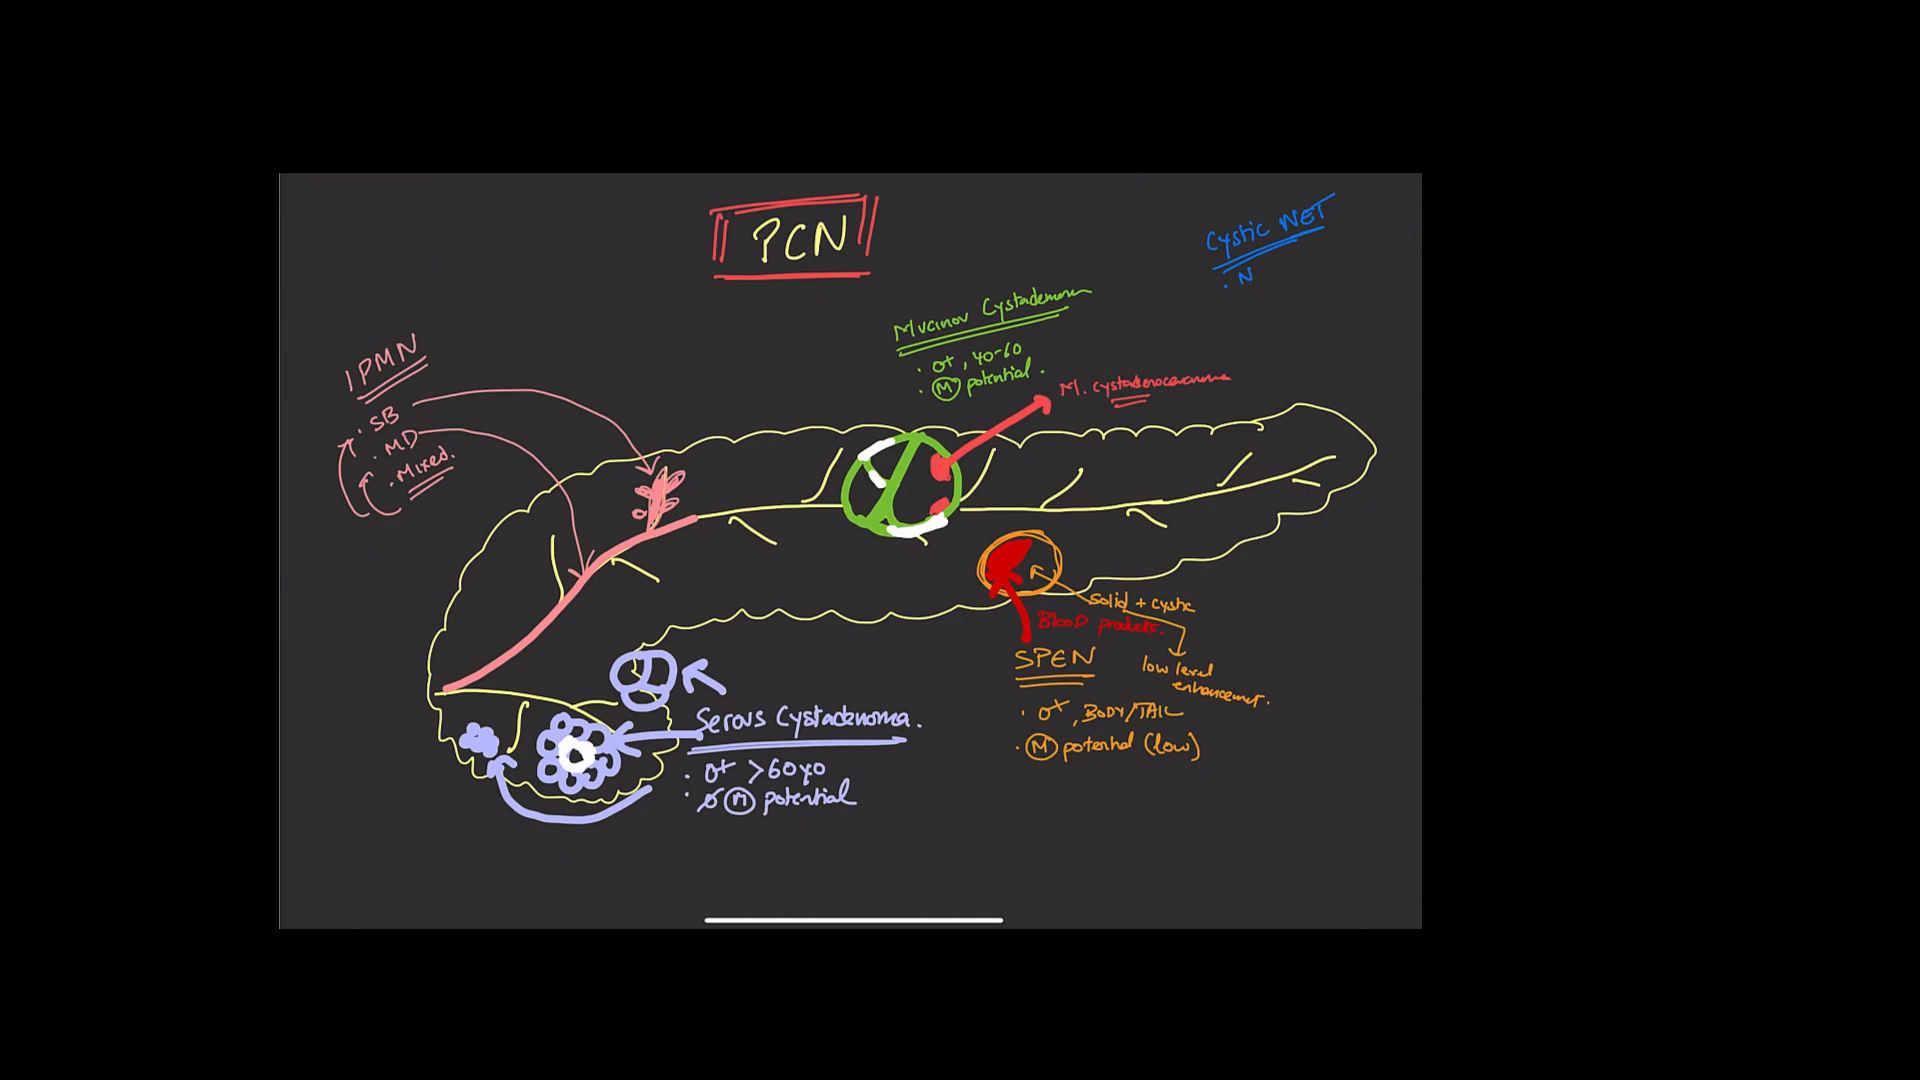 PCN
Cystic NET
. N
IPMN
. SB
. MD
. Mixed.
Mucinou Cystadenoma
. ♀, 40-60
. Ⓜ potential.
M. cystadenocarcinoma
Solid + cystic
Blood products.
low level
enhancement.
SPEN
. ♀, BODY/TAIL
. Ⓜ potential (low)
Serous Cystadenoma.
. ♀ >60yo
. Ø Ⓜ potential